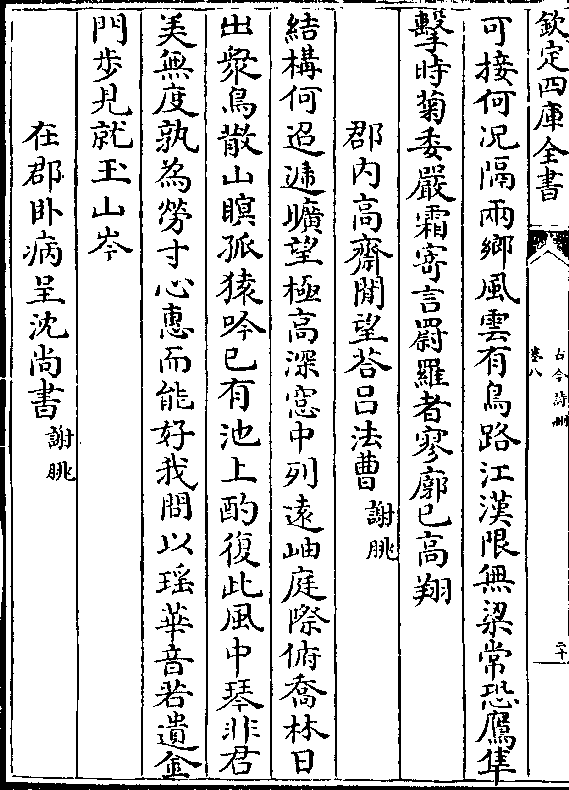 欽定四庫全書
古今詩刪
卷八
二十
可接何况隔兩鄉風雲有鳥路江漢限無梁常恐鷹隼
擊時菊委嚴霜寄言罻羅者寥廓已高翔
郡内高齋閒望荅吕法曹 謝朓
結構何迢遞曠望極高深窻中列遠岫庭際俯喬林日
出衆鳥散山暝孤猿吟已有池上酌復此風中琴非君
美無度孰為勞寸心惠而能好我問以瑶華音若遺金
門步見就玉山岑
在郡卧病呈沈尚書 謝朓